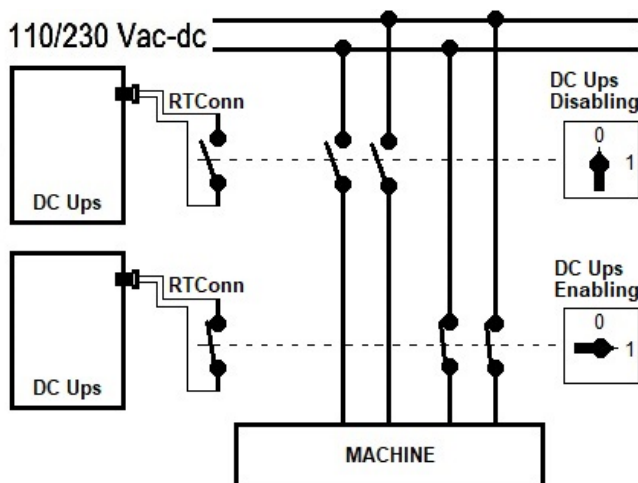 110/230 Vac-dc
RTConn
DC Ups
Disabling
0
1
DC Ups
RTConn
DC Ups
Enabling
0
1
DC Ups
MACHINE